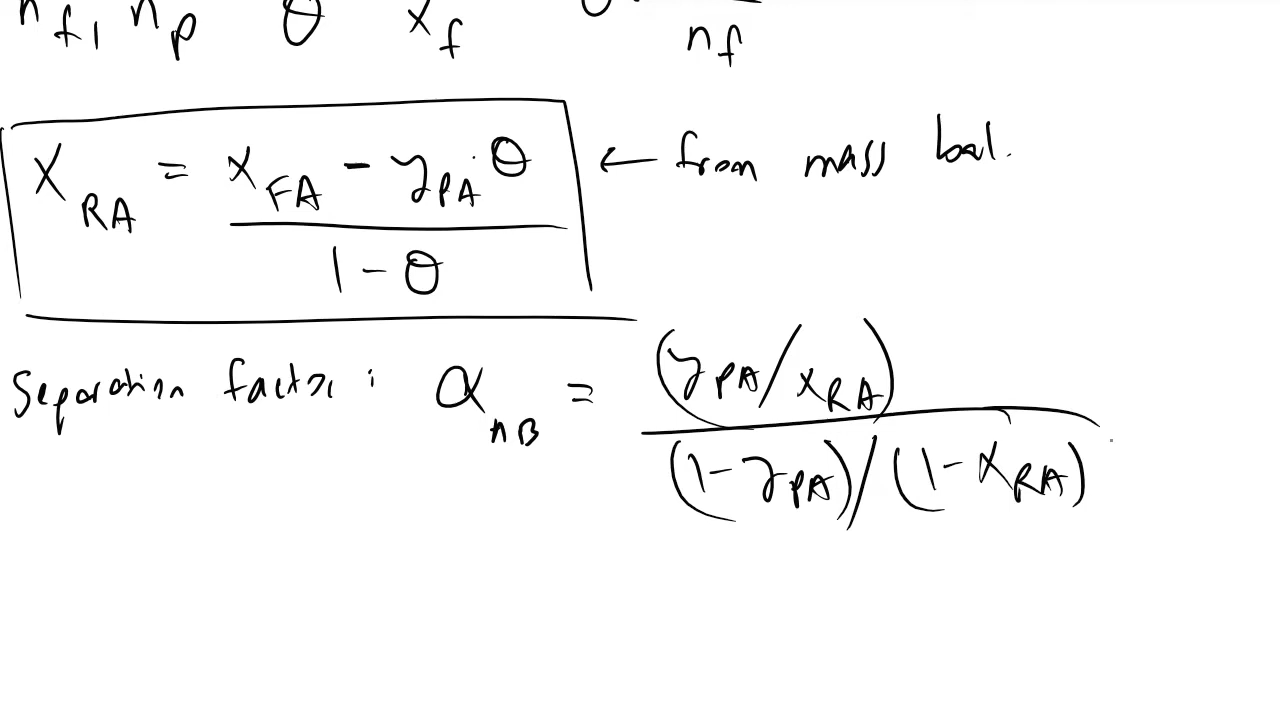 n_f, n_p θ x_f n_f
x_RA = (x_FA - y_PA θ) / (1 - θ) ← from mass bal.
Separation factor: α_AB = (y_PA/x_RA) / ((1 - y_PA)/(1 - x_RA))